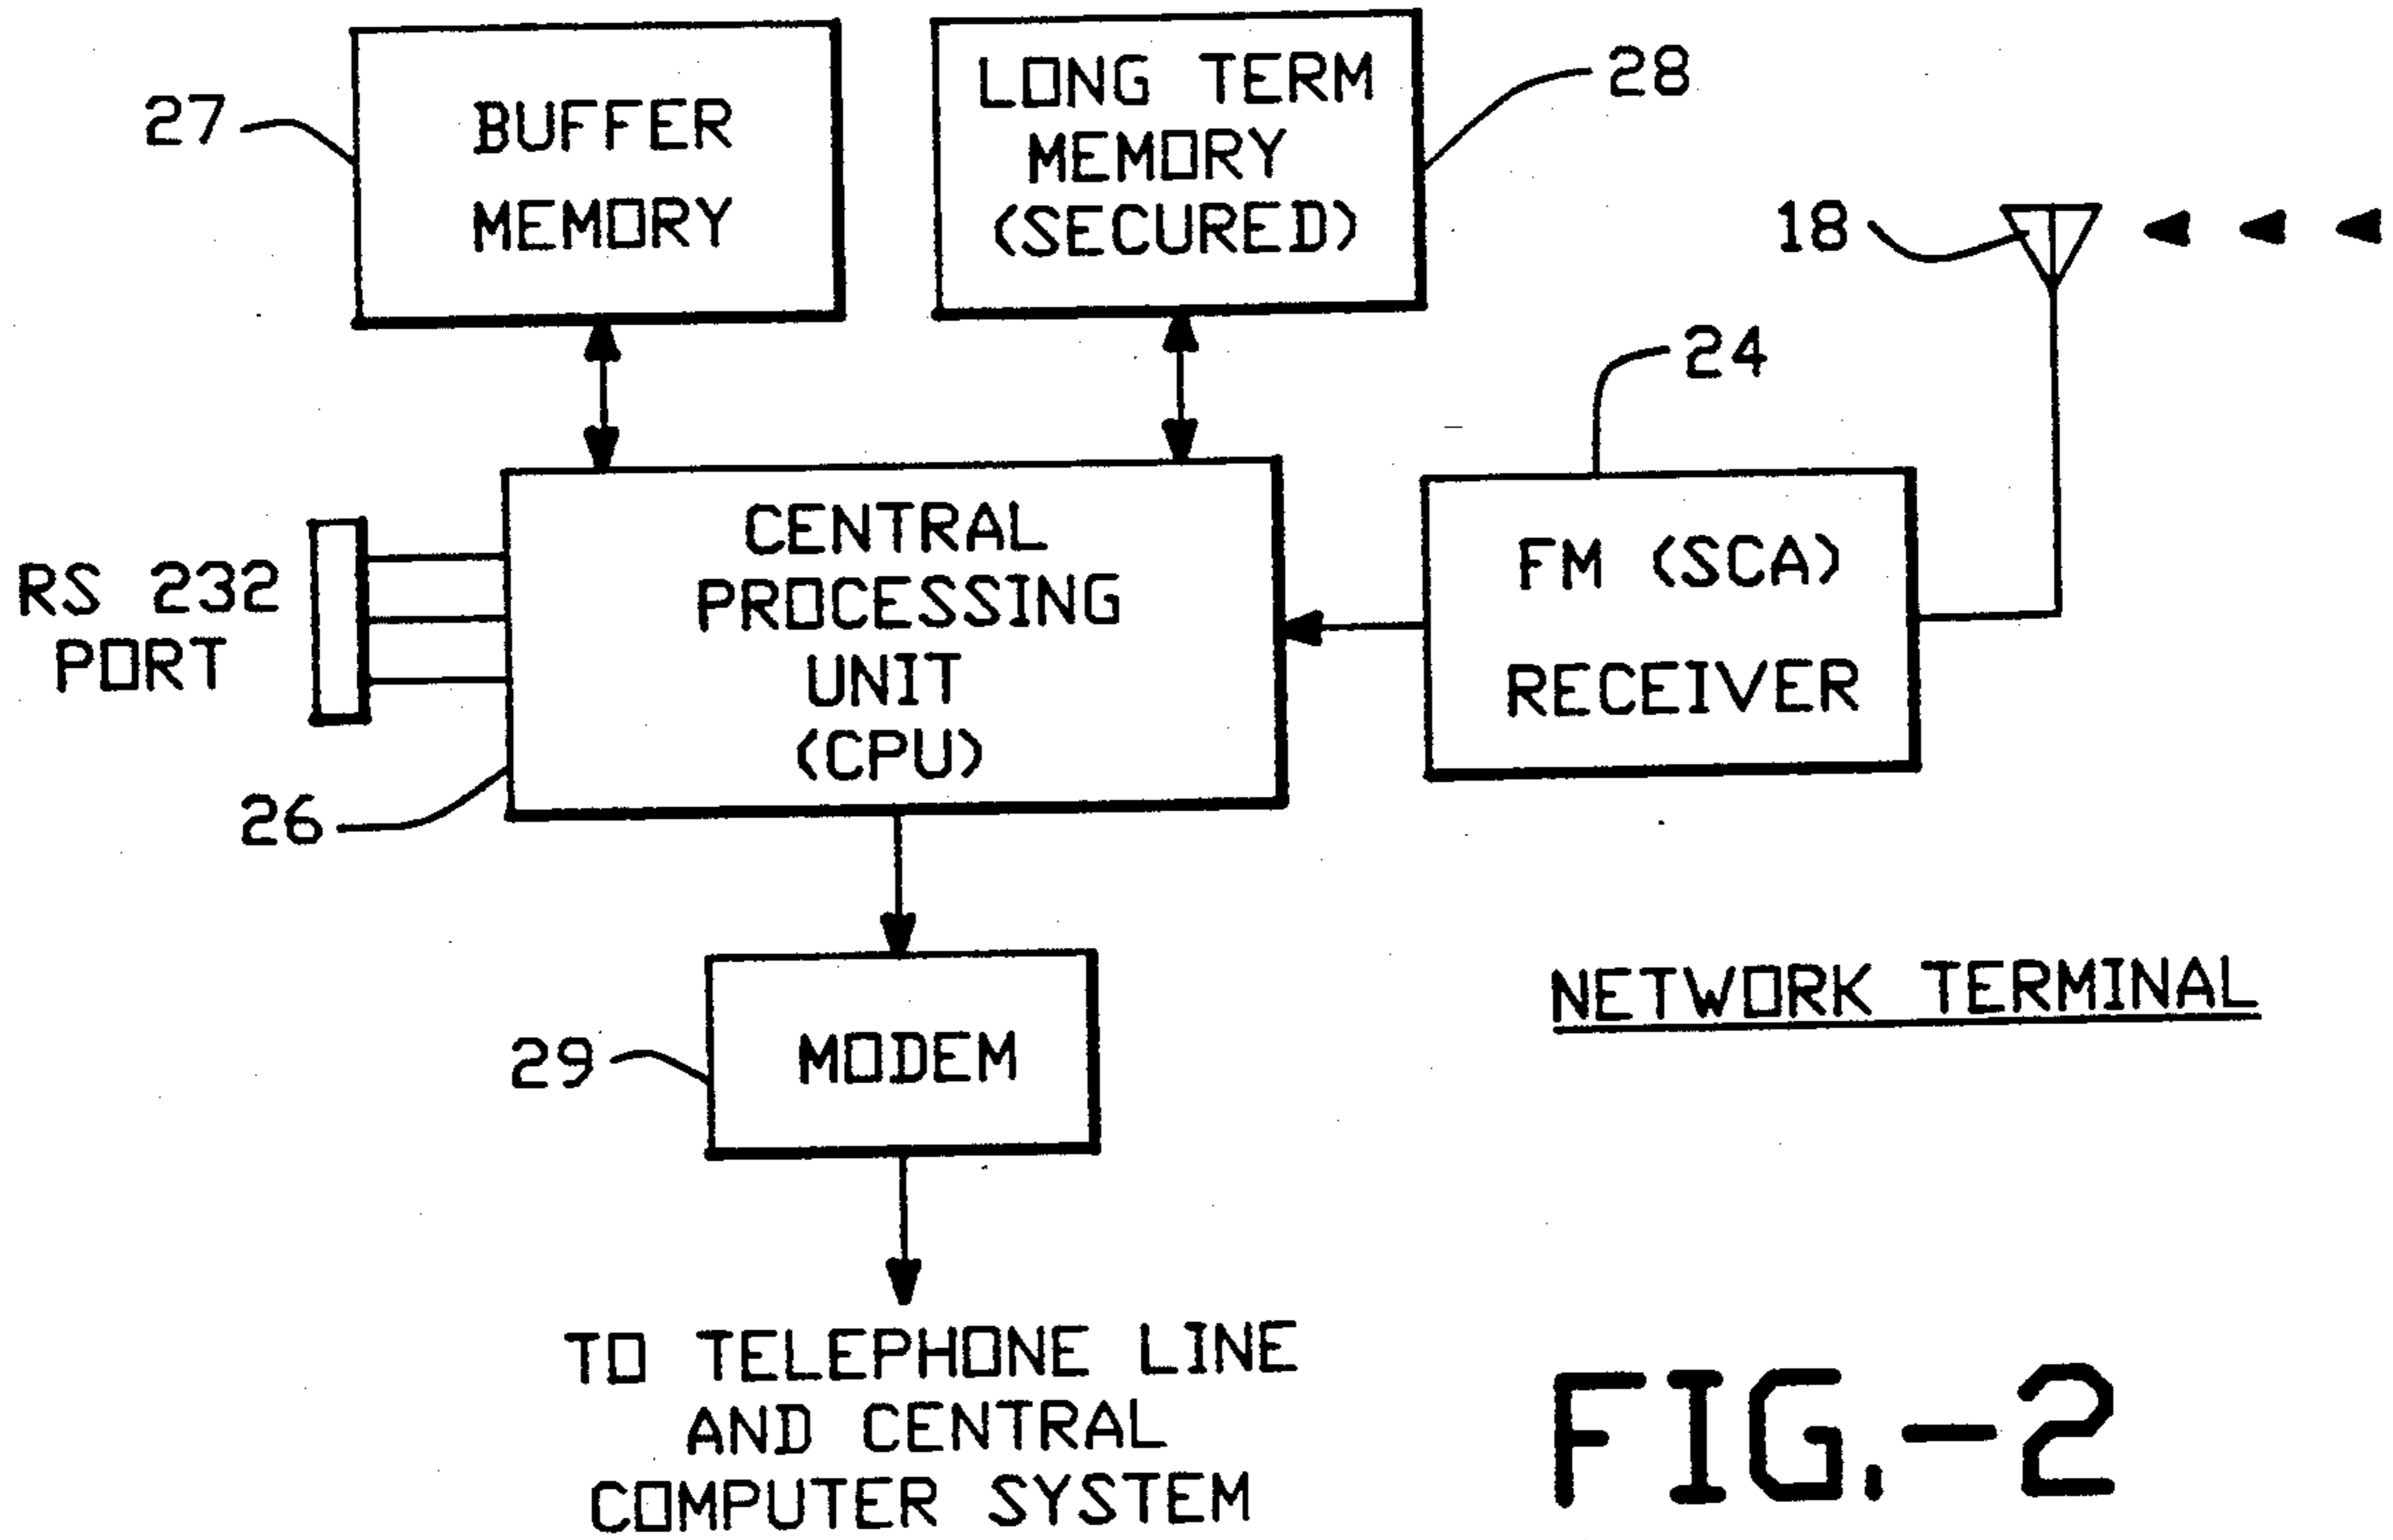 BUFFER
MEMORY
27
LONG TERM
MEMORY
(SECURED)
28
18
24
RS 232
PORT
CENTRAL
PROCESSING
UNIT
(CPU)
26
FM (SCA)
RECEIVER
MODEM
29
NETWORK TERMINAL
TO TELEPHONE LINE
AND CENTRAL
COMPUTER SYSTEM
FIG.-2